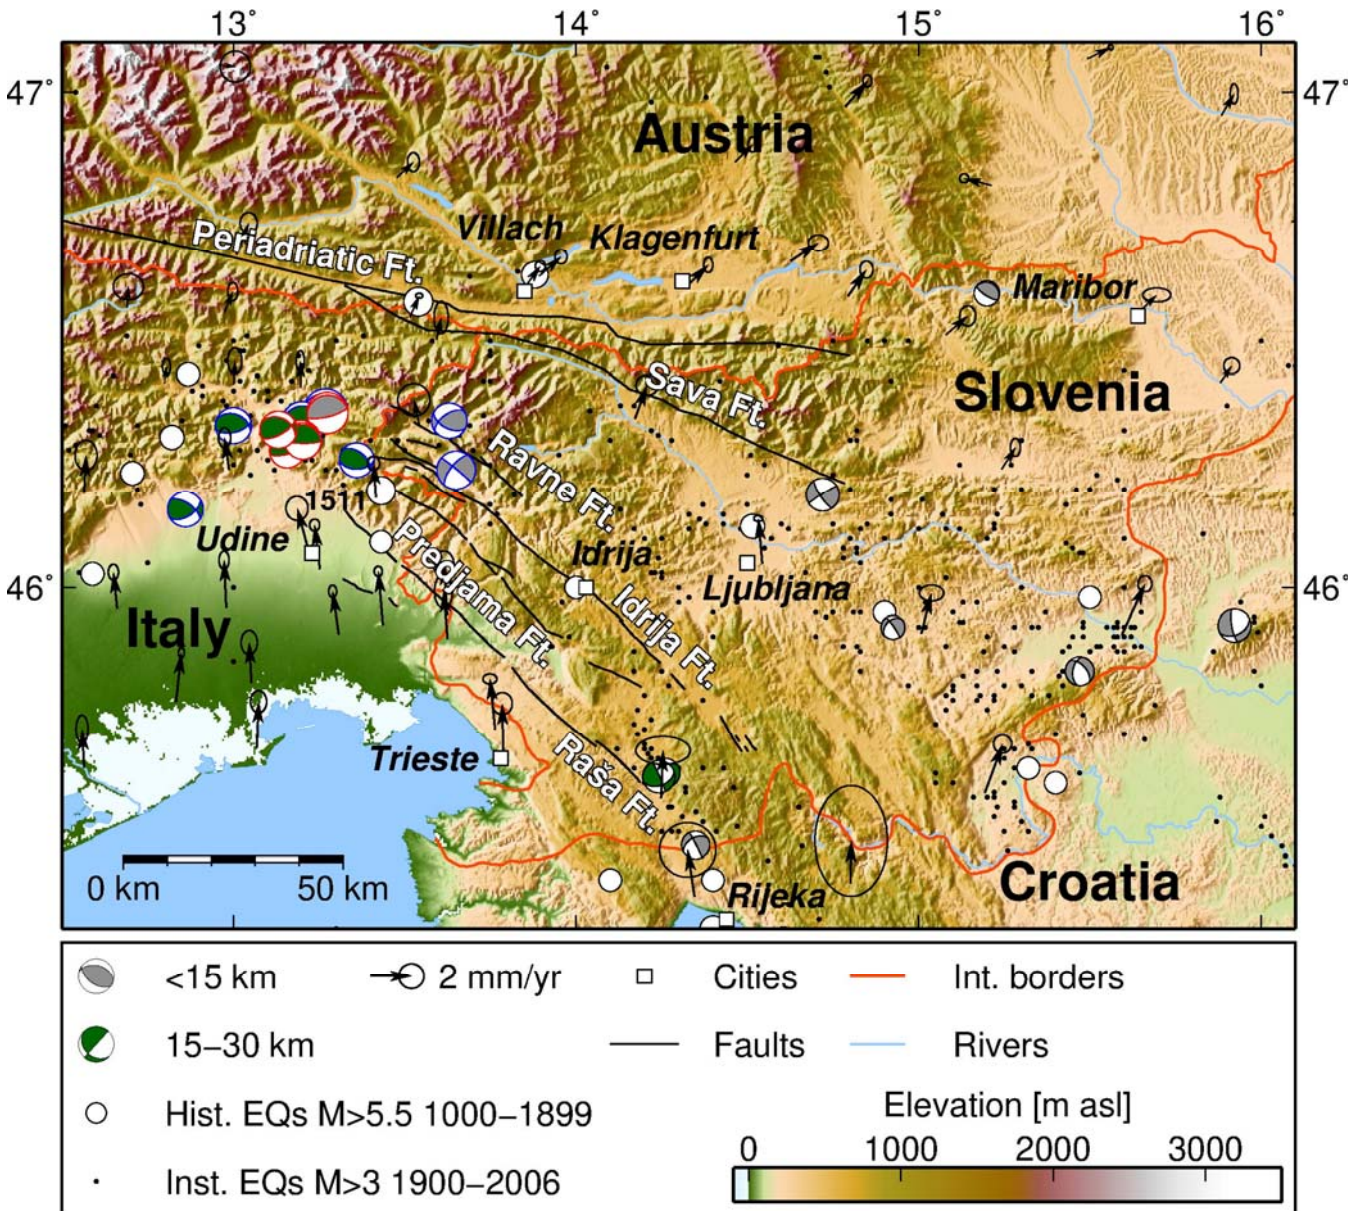 13° 14° 15° 16°
47° 47°
Austria
Villach Klagenfurt
Periadriatic Ft.
Maribor
Slovenia
Sava Ft.
Ravne Ft.
1511
Udine
Predjama Ft.
Idrija
Ljubljana
46° 46°
Idrija Ft.
Italy
Trieste
Raša Ft.
Rijeka
Croatia
0 km 50 km
<15 km 2 mm/yr Cities Int. borders
15–30 km Faults Rivers
Hist. EQs M>5.5 1000–1899
Elevation [m asl]
0 1000 2000 3000
Inst. EQs M>3 1900–2006